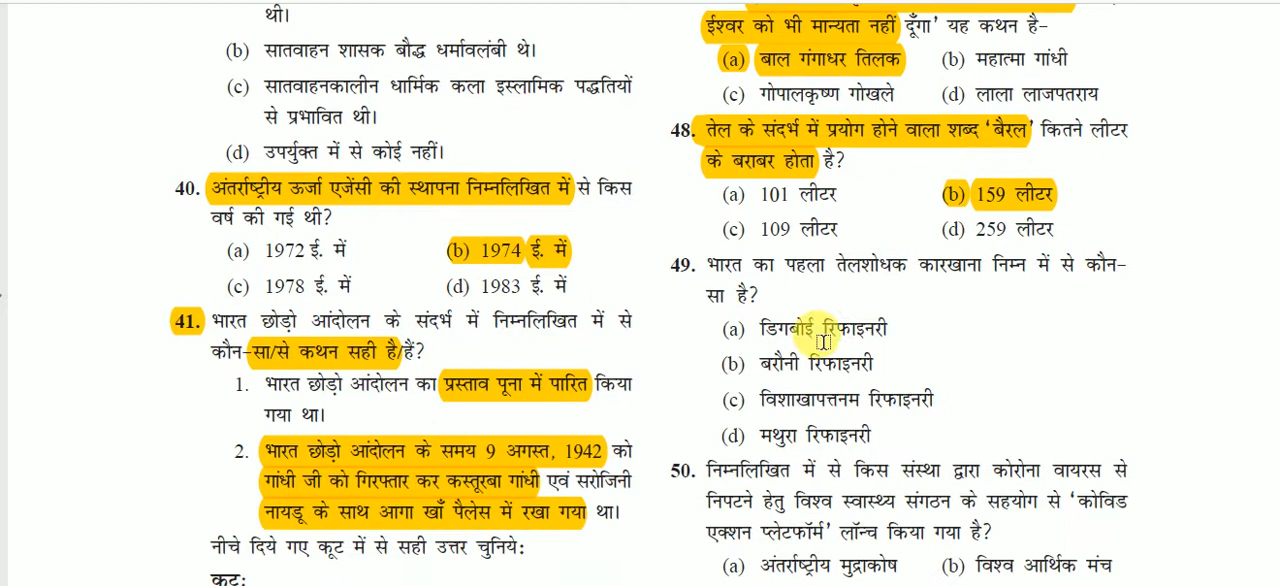 थी।
(b) सातवाहन शासक बौद्ध धर्मावलंबी थे।
(c) सातवाहनकालीन धार्मिक कला इस्लामिक पद्धतियों
से प्रभावित थी।
(d) उपर्युक्त में से कोई नहीं।
40. अंतर्राष्ट्रीय ऊर्जा एजेंसी की स्थापना निम्नलिखित में से किस
वर्ष की गई थी?
(a) 1972 ई. में (b) 1974 ई. में
(c) 1978 ई. में (d) 1983 ई. में
41. भारत छोड़ो आंदोलन के संदर्भ में निम्नलिखित में से
कौन-सा/से कथन सही है/हैं?
1. भारत छोड़ो आंदोलन का प्रस्ताव पूना में पारित किया
गया था।
2. भारत छोड़ो आंदोलन के समय 9 अगस्त, 1942 को
गांधी जी को गिरफ्तार कर कस्तूरबा गांधी एवं सरोजिनी
नायडू के साथ आगा खाँ पैलेस में रखा गया था।
नीचे दिये गए कूट में से सही उत्तर चुनिये:
कूट:
ईश्वर को भी मान्यता नहीं दूँगा' यह कथन है-
(a) बाल गंगाधर तिलक (b) महात्मा गांधी
(c) गोपालकृष्ण गोखले (d) लाला लाजपतराय
48. तेल के संदर्भ में प्रयोग होने वाला शब्द 'बैरल' कितने लीटर
के बराबर होता है?
(a) 101 लीटर (b) 159 लीटर
(c) 109 लीटर (d) 259 लीटर
49. भारत का पहला तेलशोधक कारखाना निम्न में से कौन-
सा है?
(a) डिगबोई रिफाइनरी
(b) बरौनी रिफाइनरी
(c) विशाखापत्तनम रिफाइनरी
(d) मथुरा रिफाइनरी
50. निम्नलिखित में से किस संस्था द्वारा कोरोना वायरस से
निपटने हेतु विश्व स्वास्थ्य संगठन के सहयोग से 'कोविड
एक्शन प्लेटफॉर्म' लॉन्च किया गया है?
(a) अंतर्राष्ट्रीय मुद्राकोष (b) विश्व आर्थिक मंच